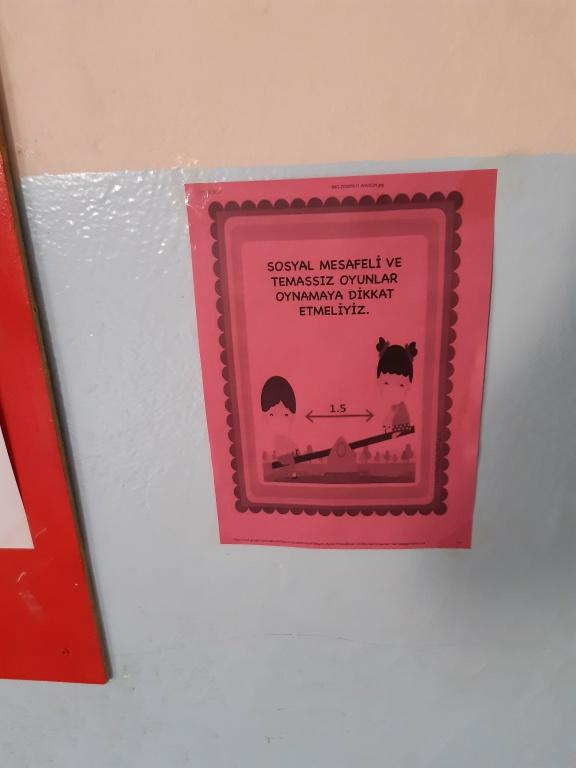 SOSYAL MESAFELİ VE
TEMASSIZ OYUNLAR
OYNAMAYA DİKKAT
ETMELİYİZ.
1.5